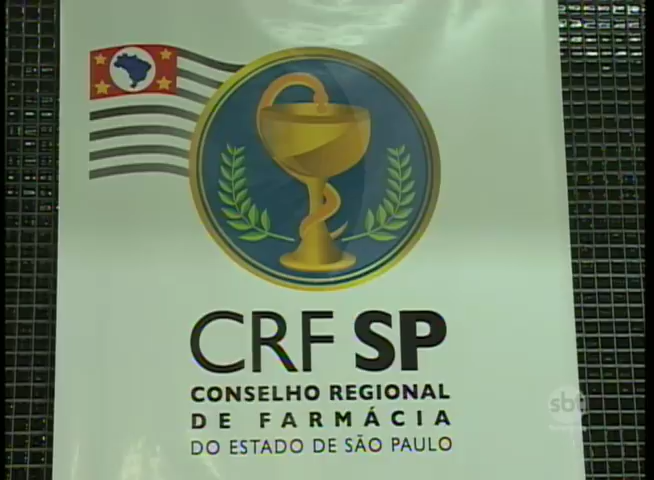 CRF SP
CONSELHO REGIONAL
DE FARMÁCIA
DO ESTADO DE SÃO PAULO
sbt